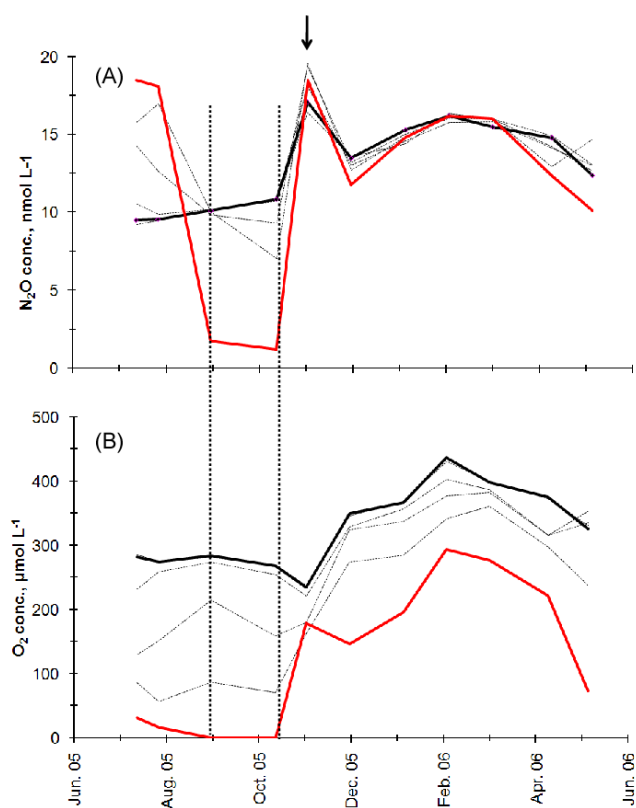 (A)
20
15
10
5
0
N₂O conc., nmol L-1
(B)
500
400
300
200
100
0
O₂ conc., µmol L-1
Jun. 05
Aug. 05
Oct. 05
Dec. 05
Feb. 06
Apr. 06
Jun. 06